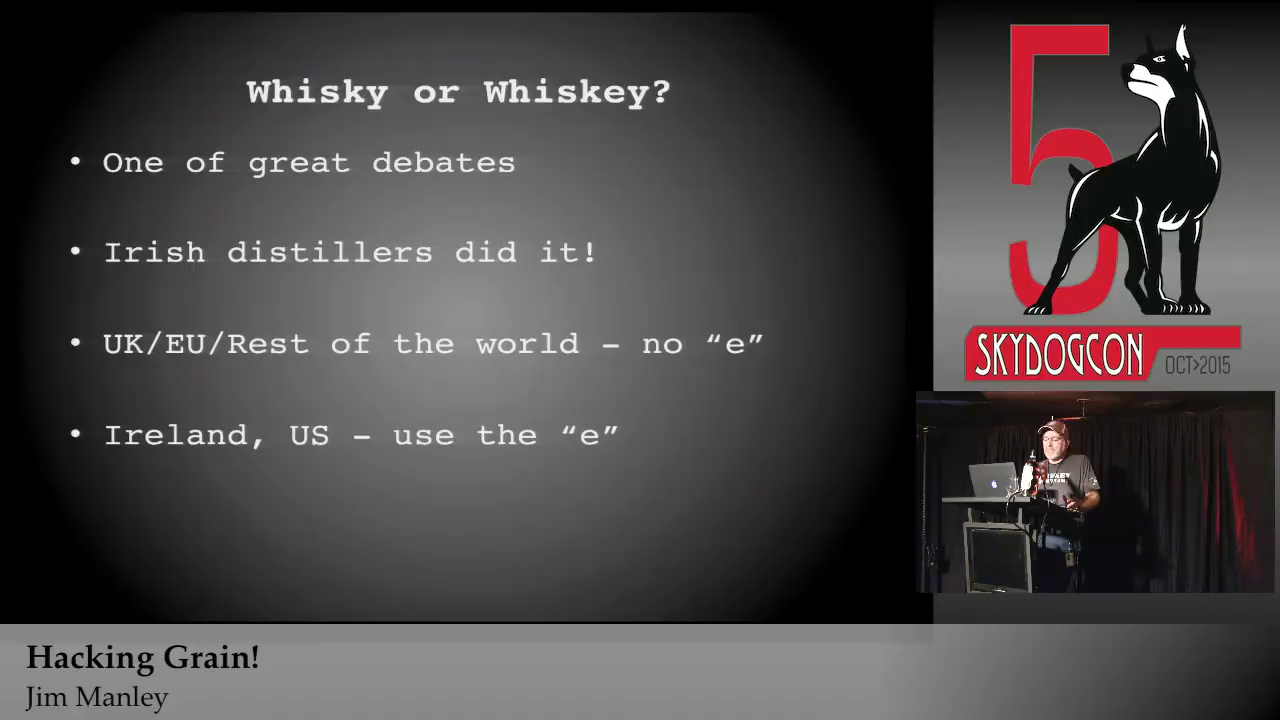 Whisky or Whiskey?
• One of great debates
• Irish distillers did it!
• UK/EU/Rest of the world – no “e”
• Ireland, US – use the “e”
5
SKYDOGCON
OCT>2015
Hacking Grain!
Jim Manley